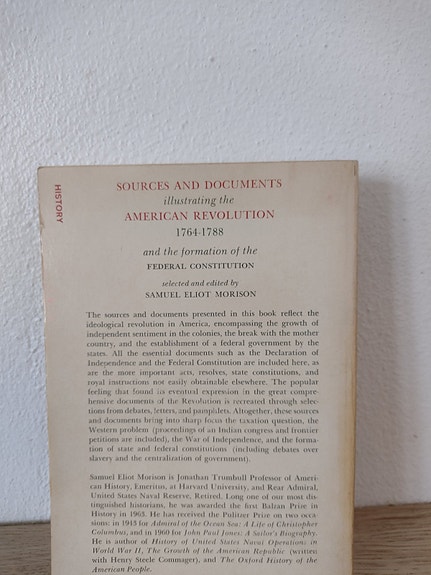 HISTORY
SOURCES AND DOCUMENTS
illustrating the
AMERICAN REVOLUTION
1764-1788
and the formation of the
FEDERAL CONSTITUTION
selected and edited by
SAMUEL ELIOT MORISON
The sources and documents presented in this book reflect the
ideological revolution in America, encompassing the growth of
independent sentiment in the colonies, the break with the mother
country, and the establishment of a federal government by the
states. All the essential documents such as the Declaration of
Independence and the Federal Constitution are included here, as
are the more important acts, resolves, state constitutions, and
royal instructions not easily obtainable elsewhere. The popular
feeling that found its eventual expression in the great compre-
hensive documents of the Revolution is recreated through selec-
tions from debates, letters, and pamphlets. Altogether, these sources
and documents bring into sharp focus the taxation question, the
Western problem (proceedings of an Indian congress and frontier
petitions are included), the War of Independence, and the forma-
tion of state and federal constitutions (including debates over
slavery and the centralization of government).
Samuel Eliot Morison is Jonathan Trumbull Professor of Ameri-
can History, Emeritus, at Harvard University, and Rear Admiral,
United States Naval Reserve, Retired. Long one of our most dis-
tinguished historians, he was awarded the first Balzan Prize in
History in 1963. He has received the Pulitzer Prize on two occa-
sions: in 1943 for Admiral of the Ocean Sea: A Life of Christopher
Columbus, and in 1960 for John Paul Jones: A Sailor's Biography.
He is author of History of United States Naval Operations in
World War II, The Growth of the American Republic (written
with Henry Steele Commager), and The Oxford History of the
American People.